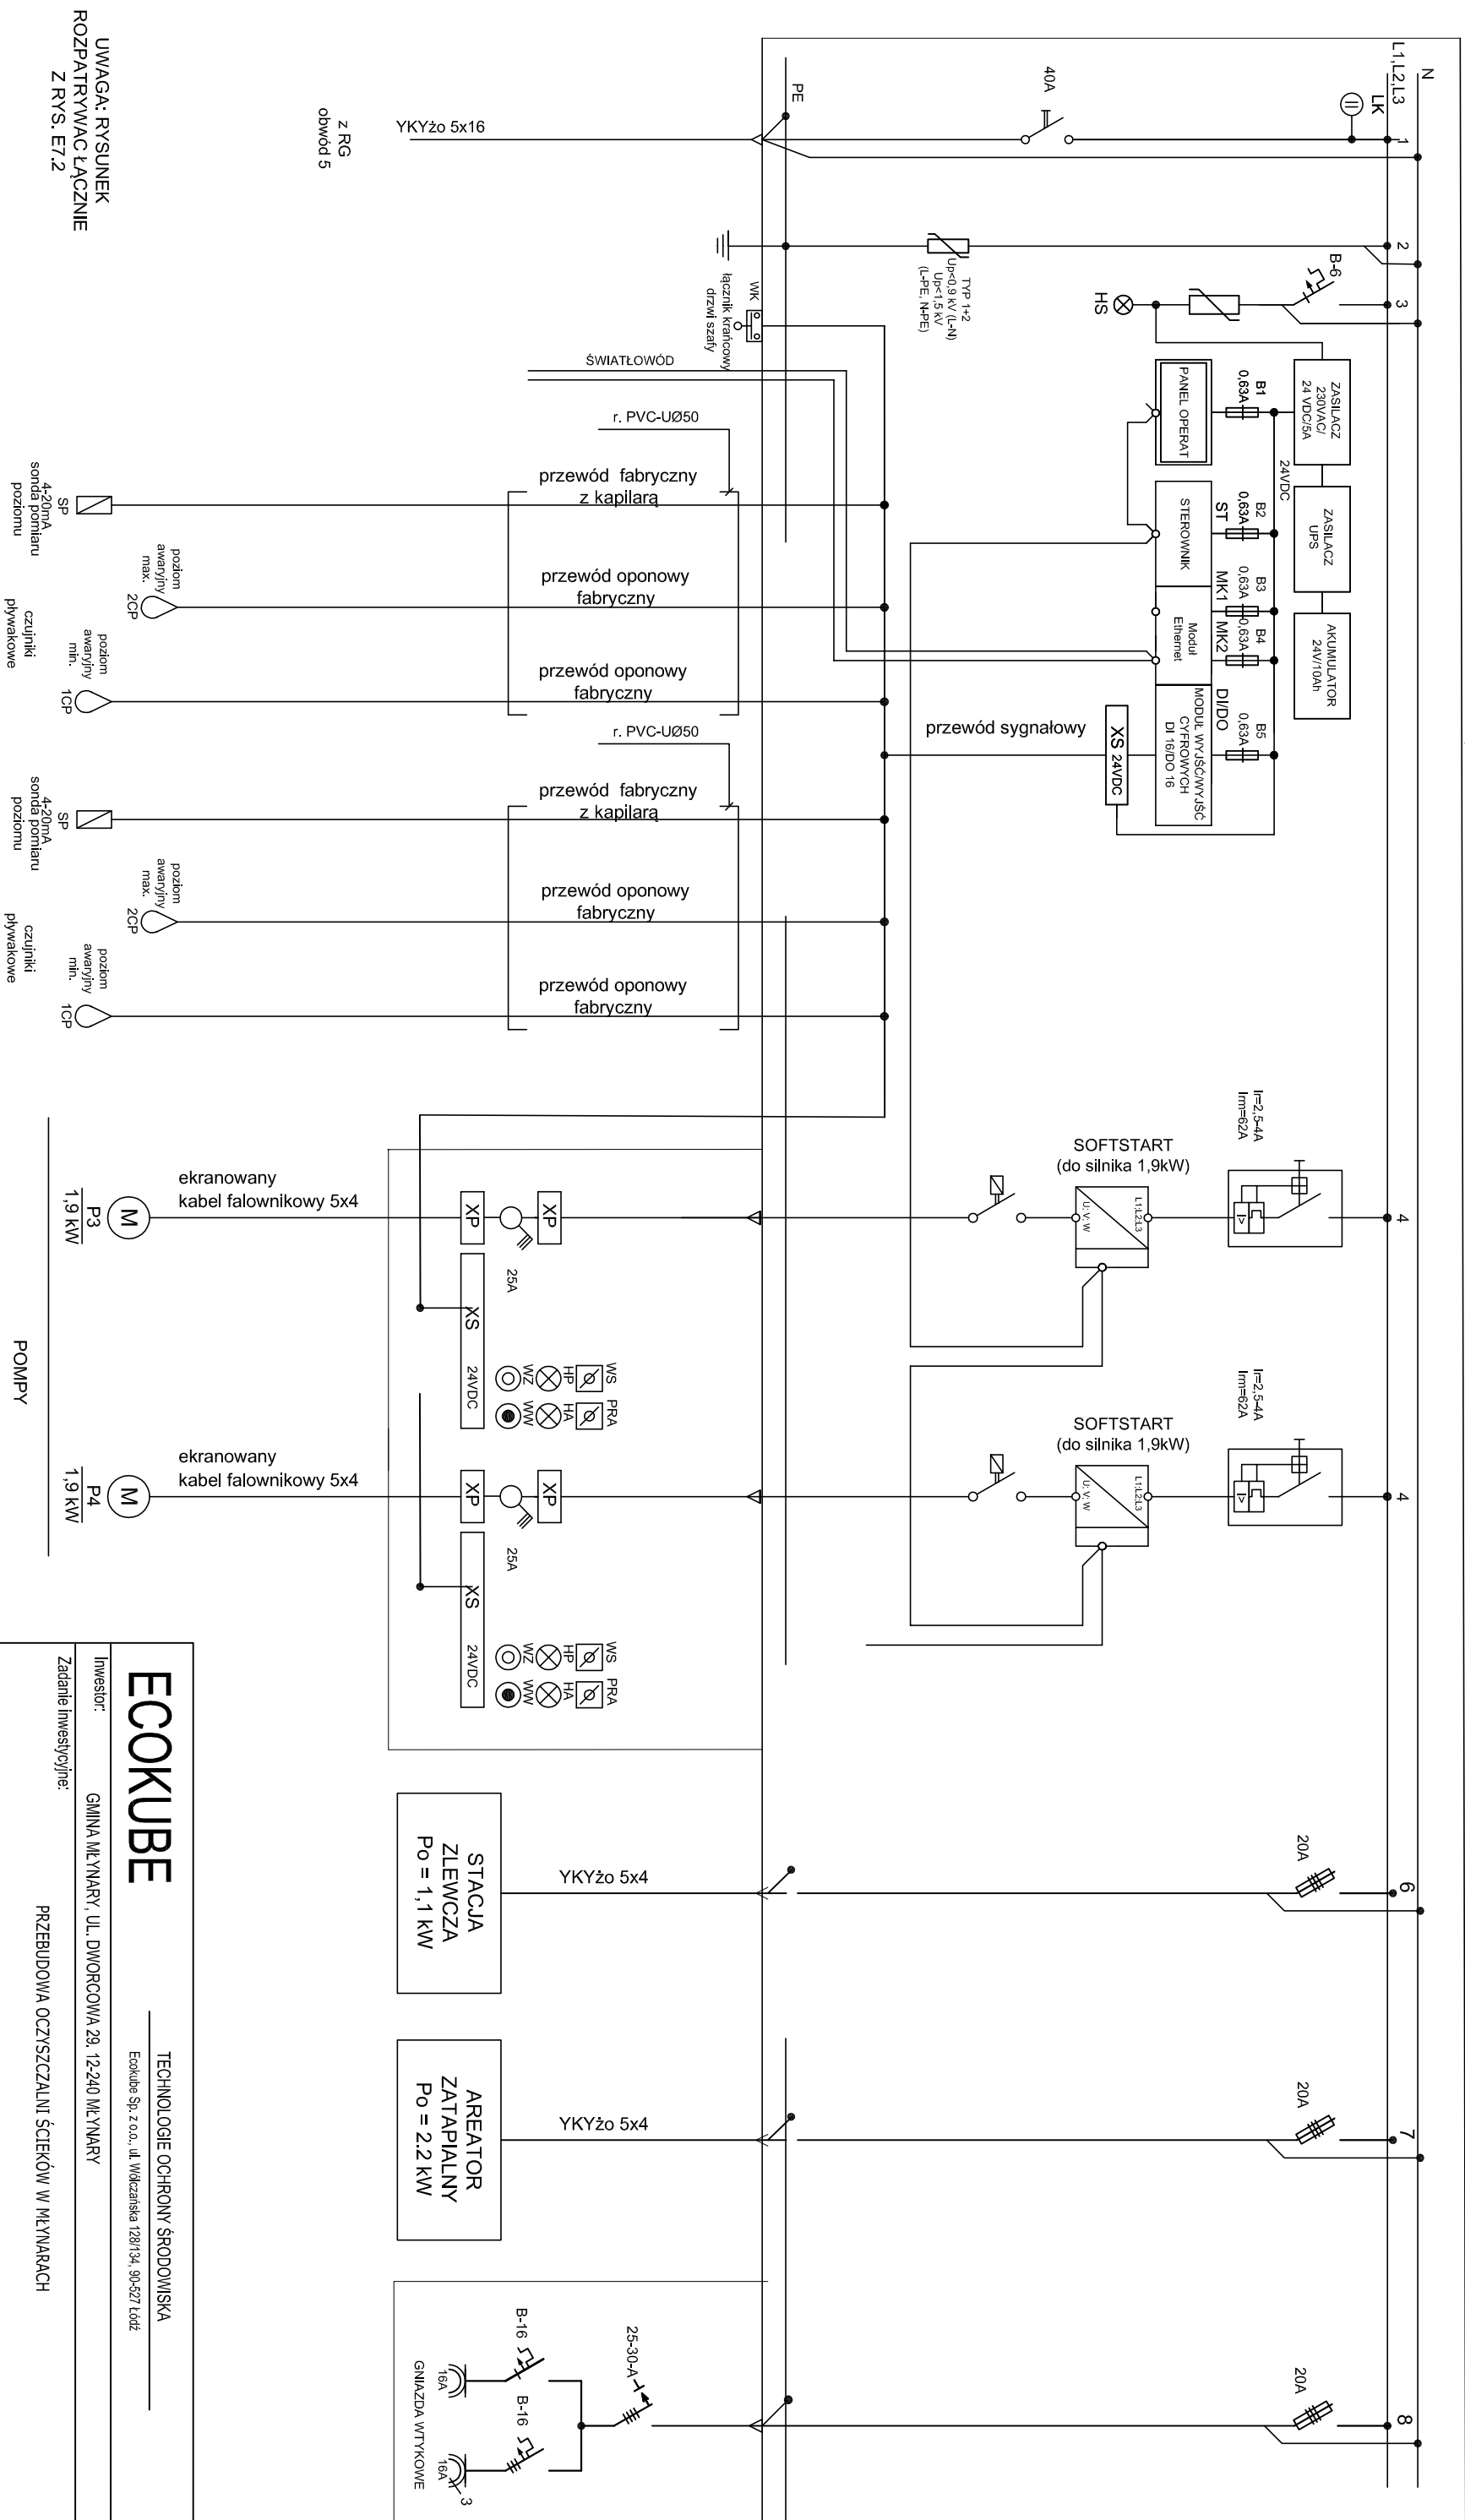 N
L1,L2,L3
LK
1
40A
PE
YKYżo 5x16
z RG
obwód 5
UWAGA: RYSUNEK
ROZPATRYWAĆ ŁĄCZNIE
Z RYS. E7.2
2
TYP 1+2
Up<0,9 kV (L-N)
Up<1,5 kV
(L-PE, N-PE)
WK
łącznik krańcowy
drzwi szafy
3
B-6
HS
ZASILACZ
230VAC/
24 VDC/5A
ZASILACZ
UPS
AKUMULATOR
24V/10Ah
24VDC
B1
0,63A
B2
0,63A
B3
0,63A
B4
0,63A
B5
0,63A
ST
MK1
MK2
DI/DO
PANEL OPERAT
STEROWNIK
Moduł
Ethernet
MODUŁ WYJŚĆ/WYJŚĆ
CYFROWYCH
DI 16/DO 16
XS 24VDC
przewód sygnałowy
ŚWIATŁOWÓD
r. PVC-UØ50
przewód fabryczny
z kapilarą
przewód oponowy
fabryczny
przewód oponowy
fabryczny
SP
4-20mA
sonda pomiaru
poziomu
poziom
awaryjny
max.
2CP
poziom
awaryjny
min.
1CP
czujniki
pływakowe
r. PVC-UØ50
przewód fabryczny
z kapilarą
przewód oponowy
fabryczny
przewód oponowy
fabryczny
SP
4-20mA
sonda pomiaru
poziomu
poziom
awaryjny
max.
2CP
poziom
awaryjny
min.
1CP
czujniki
pływakowe
4
Ir=2,5-4A
Irm=62A
I>
SOFTSTART
(do silnika 1,9kW)
L1;L2;L3
U; V; W
XP
XP
25A
XS 24VDC
WS PRA
HP HA
WZ WW
ekranowany
kabel falownikowy 5x4
M
P3
1,9 kW
4
Ir=2,5-4A
Irm=62A
I>
SOFTSTART
(do silnika 1,9kW)
L1;L2;L3
U; V; W
XP
XP
25A
XS 24VDC
WS PRA
HP HA
WZ WW
ekranowany
kabel falownikowy 5x4
M
P4
1,9 kW
POMPY
6
20A
YKYżo 5x4
STACJA
ZLEWCZA
Po = 1,1 kW
7
20A
YKYżo 5x4
AREATOR
ZATAPIALNY
Po = 2.2 kW
8
20A
25-30-A
B-16
B-16
16A
16A
3
GNIAZDA WTYKOWE
ECOKUBE
TECHNOLOGIE OCHRONY ŚRODOWISKA
Ecokube Sp. z o.o., ul. Wólczańska 128/134, 90-527 Łódź
Inwestor:
GMINA MŁYNARY, UL. DWORCOWA 29, 12-240 MŁYNARY
Zadanie inwestycyjne:
PRZEBUDOWA OCZYSZCZALNI ŚCIEKÓW W MŁYNARACH